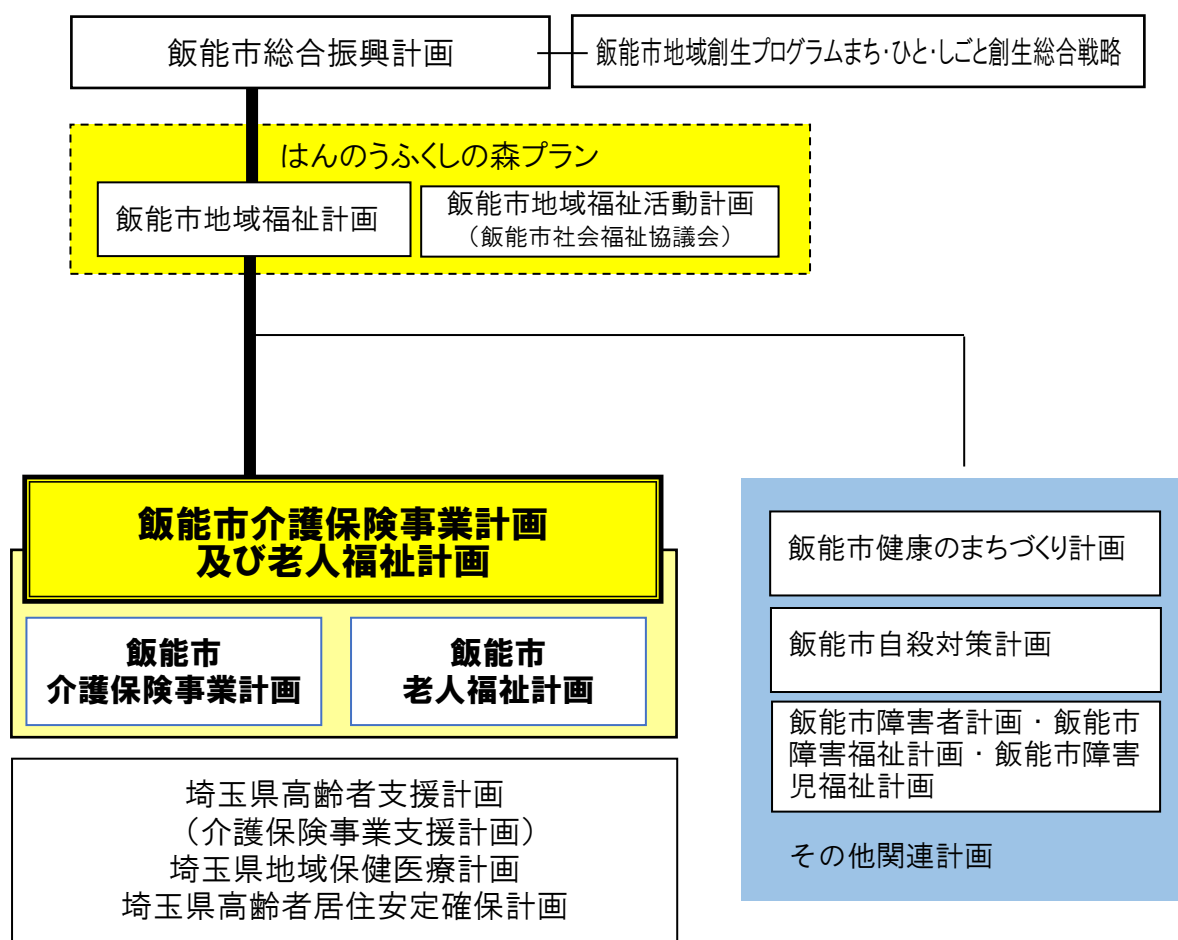 飯能市総合振興計画
飯能市地域創生プログラムまち・ひと・しごと創生総合戦略
はんのうふくしの森プラン
飯能市地域福祉計画
飯能市地域福祉活動計画
（飯能市社会福祉協議会）
飯能市介護保険事業計画
及び老人福祉計画
飯能市
介護保険事業計画
飯能市
老人福祉計画
埼玉県高齢者支援計画
（介護保険事業支援計画）
埼玉県地域保健医療計画
埼玉県高齢者居住安定確保計画
飯能市健康のまちづくり計画
飯能市自殺対策計画
飯能市障害者計画・飯能市
障害福祉計画・飯能市障害
児福祉計画
その他関連計画